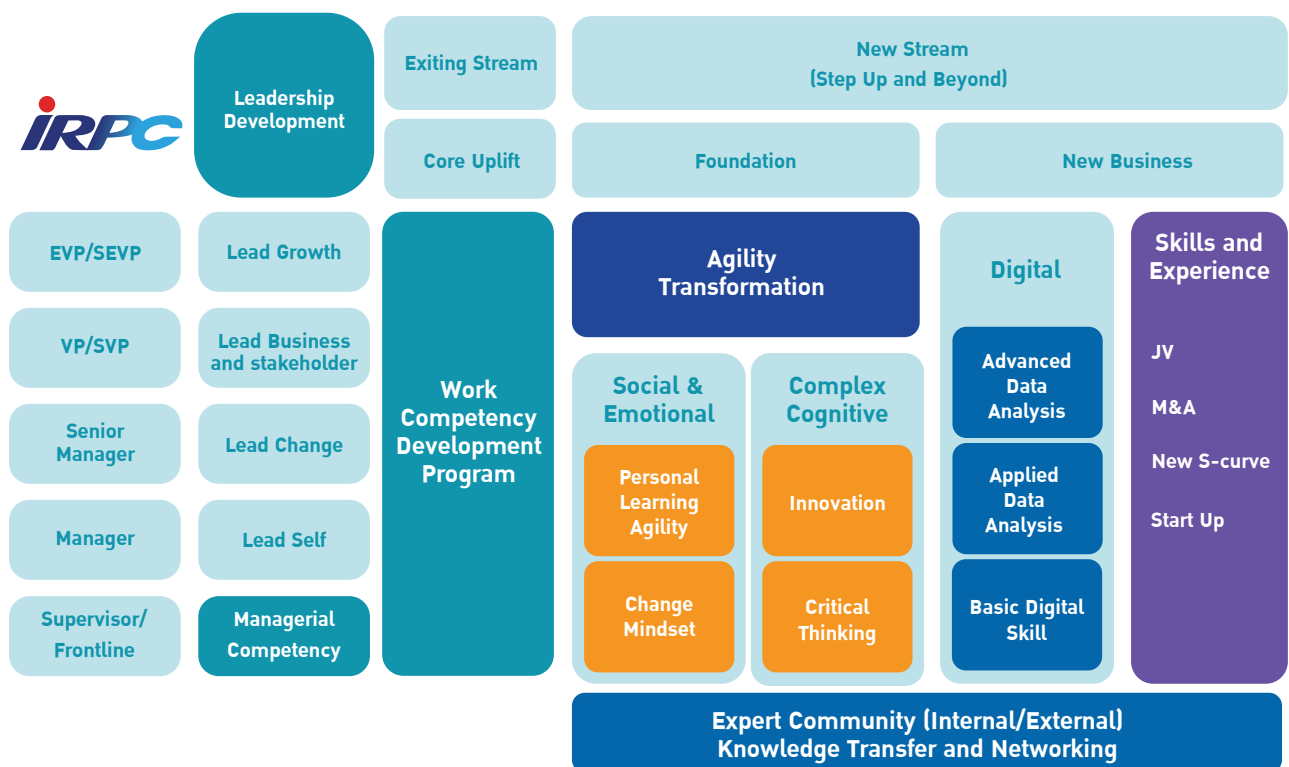 iRPC
Leadership
Development
Exiting Stream
New Stream
(Step Up and Beyond)
Core Uplift
Foundation
New Business
EVP/SEVP
Lead Growth
VP/SVP
Lead Business
and stakeholder
Senior
Manager
Lead Change
Manager
Lead Self
Supervisor/
Frontline
Managerial
Competency
Work
Competency
Development
Program
Agility
Transformation
Social &
Emotional
Personal
Learning
Agility
Change
Mindset
Complex
Cognitive
Innovation
Critical
Thinking
Digital
Advanced
Data
Analysis
Applied
Data
Analysis
Basic Digital
Skill
Skills and
Experience
JV
M&A
New S-curve
Start Up
Expert Community (Internal/External)
Knowledge Transfer and Networking